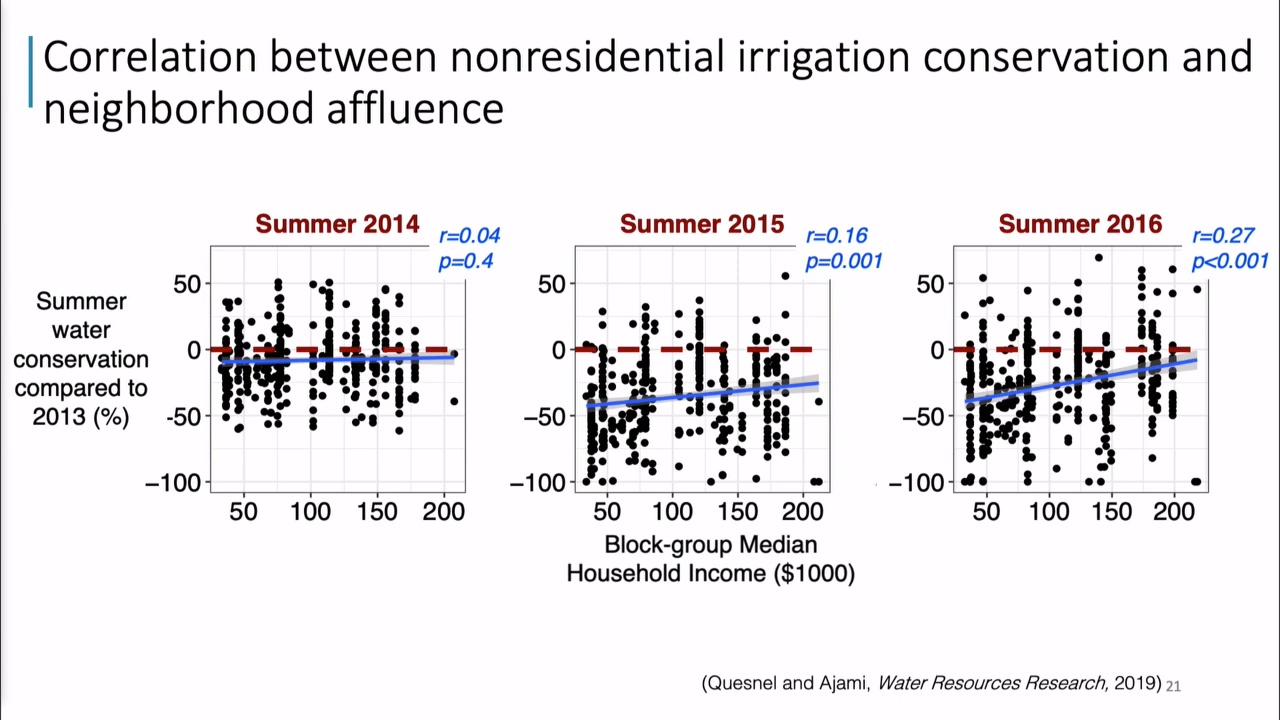 Correlation between nonresidential irrigation conservation and
neighborhood affluence
Summer 2014
r=0.04
p=0.4
Summer 2015
r=0.16
p=0.001
Summer 2016
r=0.27
p<0.001
Summer
water
conservation
compared to
2013 (%)
50
0
-50
−100
50 100 150 200
50
0
−50
−100
50 100 150 200
50
0
−50
−100
50 100 150 200
Block-group Median
Household Income ($1000)
(Quesnel and Ajami, Water Resources Research, 2019) 21